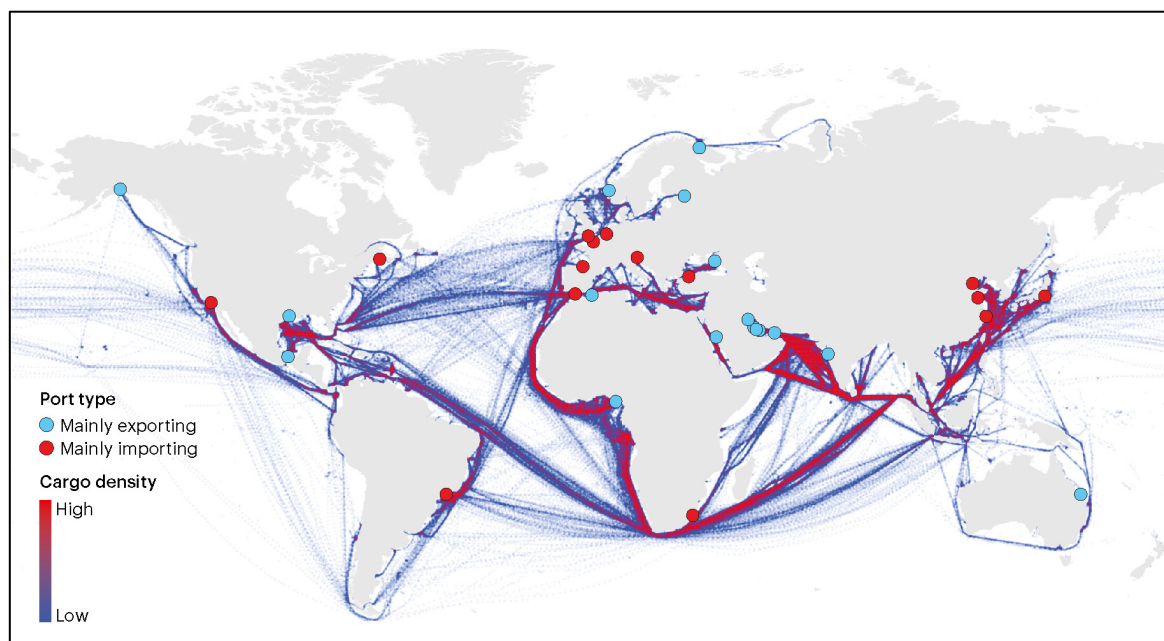 Port type
Mainly exporting
Mainly importing
Cargo density
High
Low